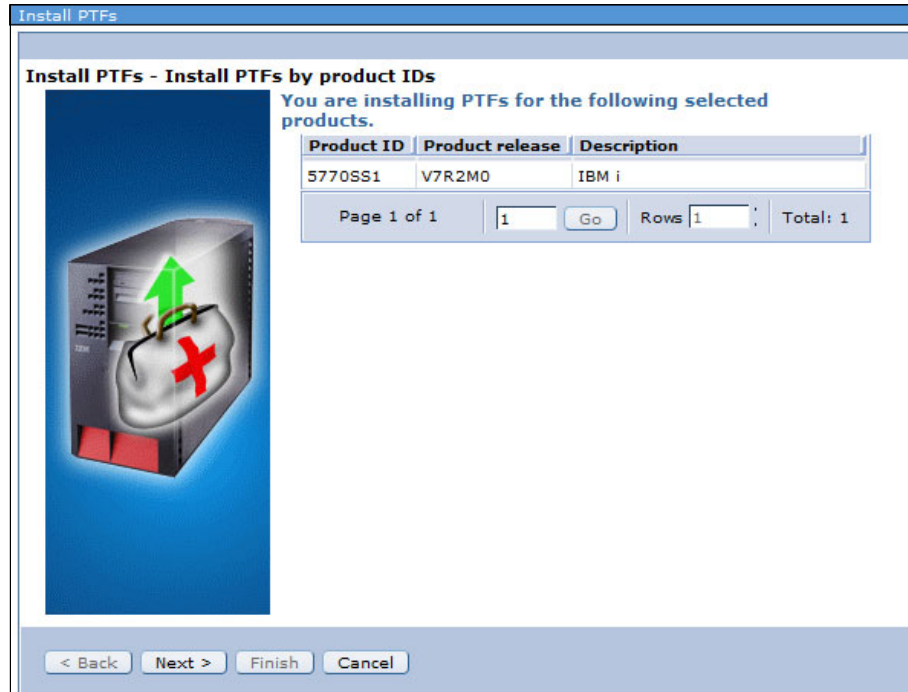 Install PTFs
Install PTFs - Install PTFs by product IDs
You are installing PTFs for the following selected
products.
Product ID Product release Description
5770SS1 V7R2M0 IBM i
Page 1 of 1 1 Go Rows 1 Total: 1
IBM
< Back Next > Finish Cancel